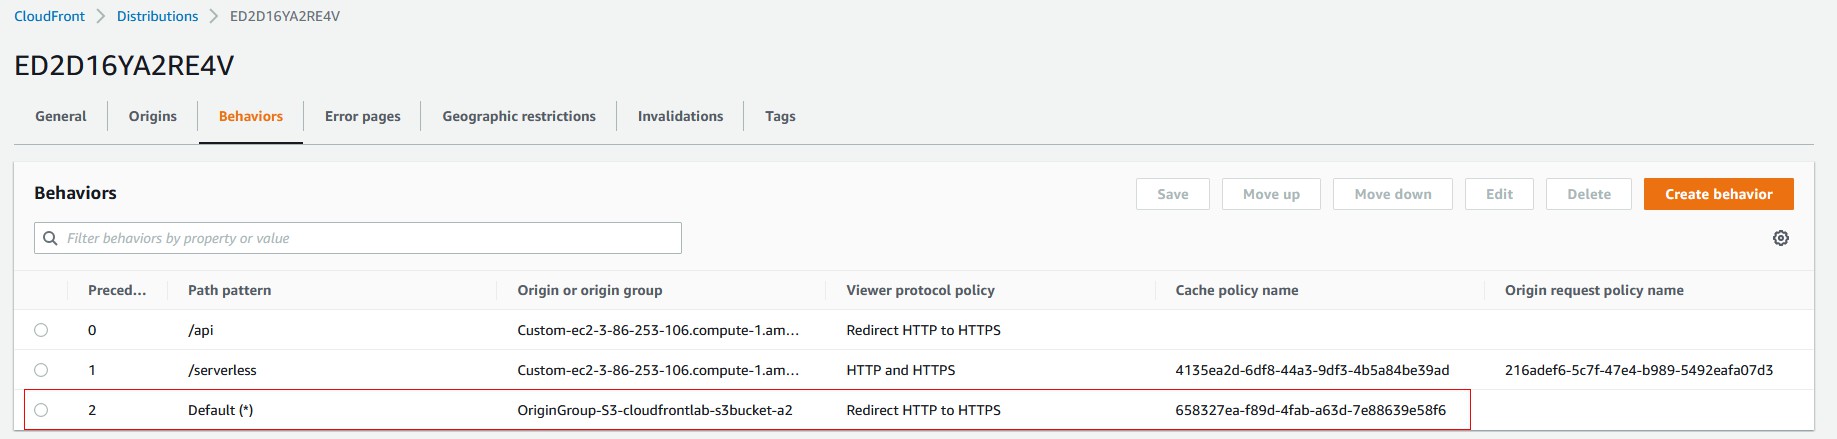 CloudFront > Distributions > ED2D16YA2RE4V
ED2D16YA2RE4V
General Origins Behaviors Error pages Geographic restrictions Invalidations Tags
Behaviors Save Move up Move down Edit Delete Create behavior
Filter behaviors by property or value
Preced... Path pattern Origin or origin group Viewer protocol policy Cache policy name Origin request policy name
0 /api Custom-ec2-3-86-253-106.compute-1.am... Redirect HTTP to HTTPS
1 /serverless Custom-ec2-3-86-253-106.compute-1.am... HTTP and HTTPS 4135ea2d-6df8-44a3-9df3-4b5a84be39ad 216adef6-5c7f-47e4-b989-5492eafa07d3
2 Default (*) OriginGroup-S3-cloudfrontlab-s3bucket-a2 Redirect HTTP to HTTPS 658327ea-f89d-4fab-a63d-7e88639e58f6